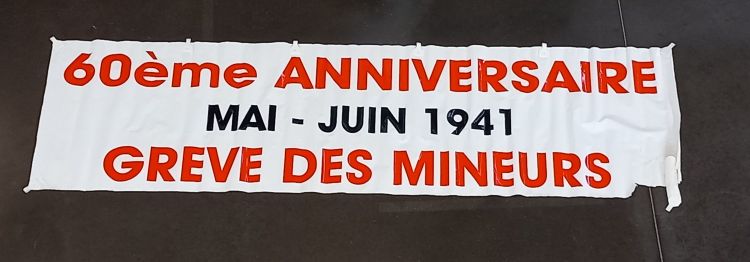 60ème ANNIVERSAIRE
MAI - JUIN 1941
GREVE DES MINEURS